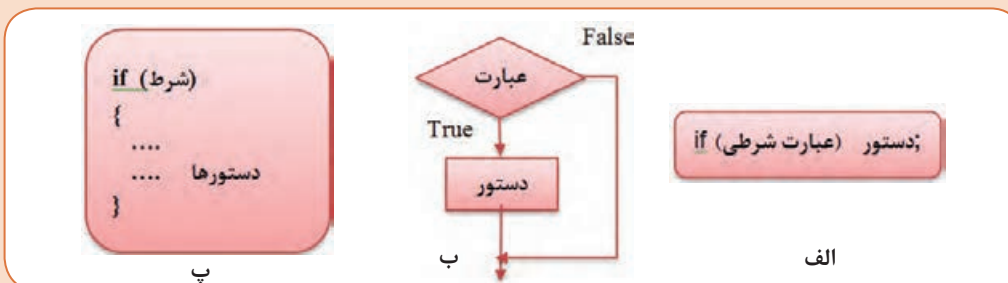 if (عبارت شرطی) دستور;
الف
False
عبارت
True
دستور
ب
if (شرط)
{
....
.... دستورها
}
پ